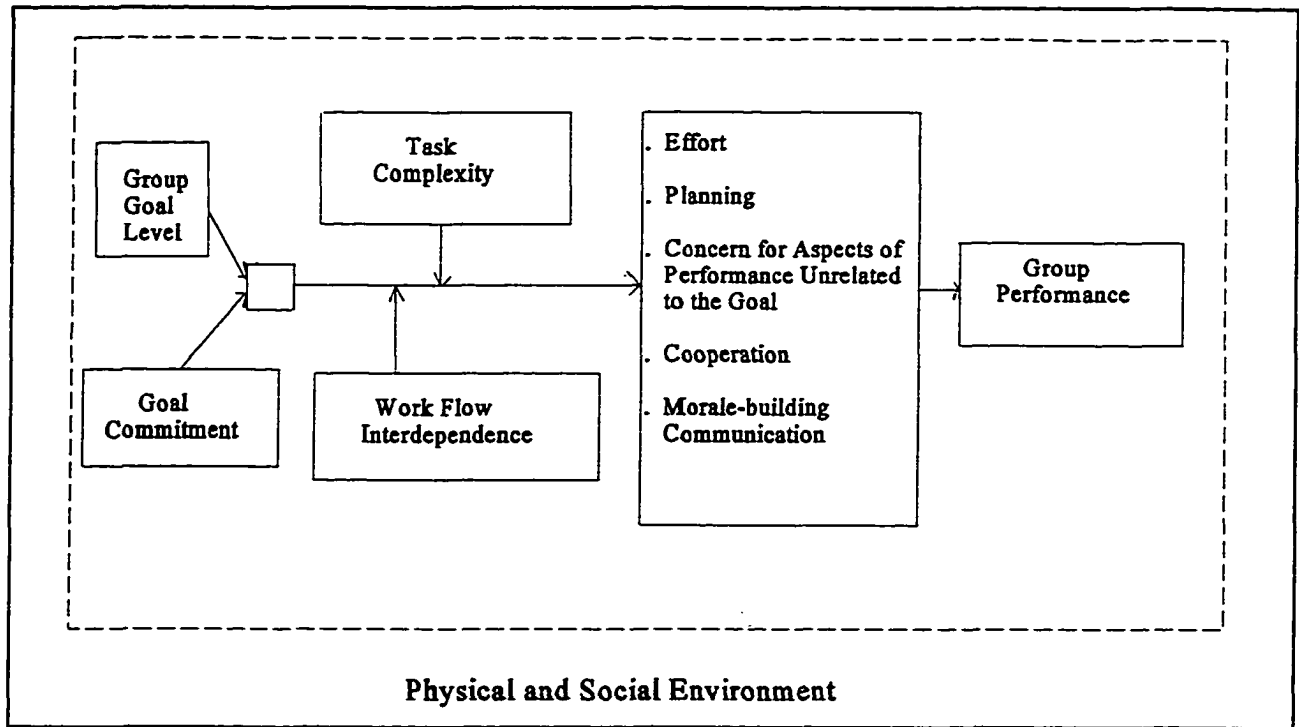 Group
Goal
Level
Goal
Commitment
Task
Complexity
Work Flow
Interdependence
. Effort
. Planning
. Concern for Aspects of
Performance Unrelated
to the Goal
. Cooperation
. Morale-building
Communication
Group
Performance
Physical and Social Environment